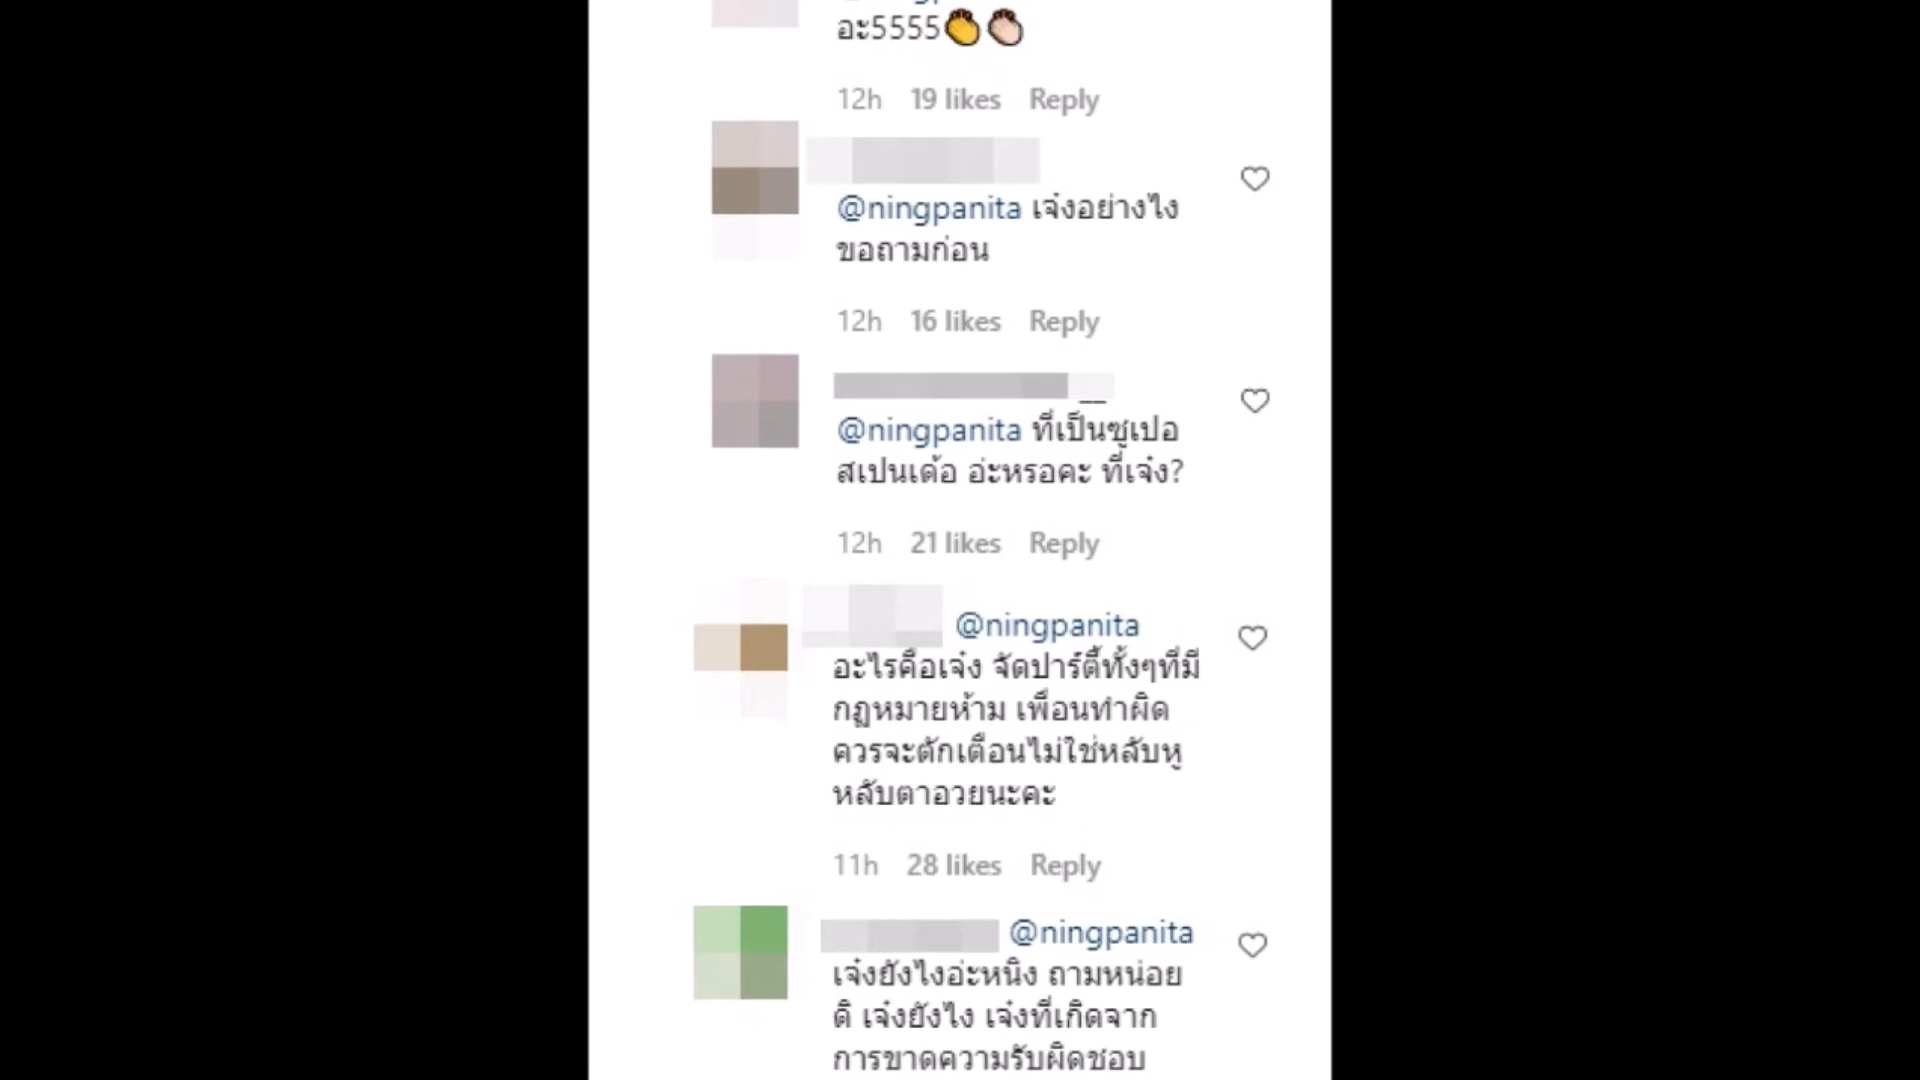 อะ5555👏👏🏻
12h 19 likes Reply
@ningpanita เจ๋งอย่างไง
ขอถามก่อน
12h 16 likes Reply
@ningpanita ที่เป็นซูเปอ
สเปนเด้อ อ่ะหรอคะ ที่เจ๋ง?
12h 21 likes Reply
@ningpanita
อะไรคือเจ๋ง จัดปาร์ตี้ทั้งๆที่มี
กฏหมายห้าม เพื่อนทำผิด
ควรจะตักเตือนไม่ใช่หลับหู
หลับตาอวยนะคะ
11h 28 likes Reply
@ningpanita
เจ๋งยังไงอ่ะหนิง ถามหน่อย
ดิ เจ๋งยังไง เจ๋งที่เกิดจาก
การขาดความรับผิดชอบ